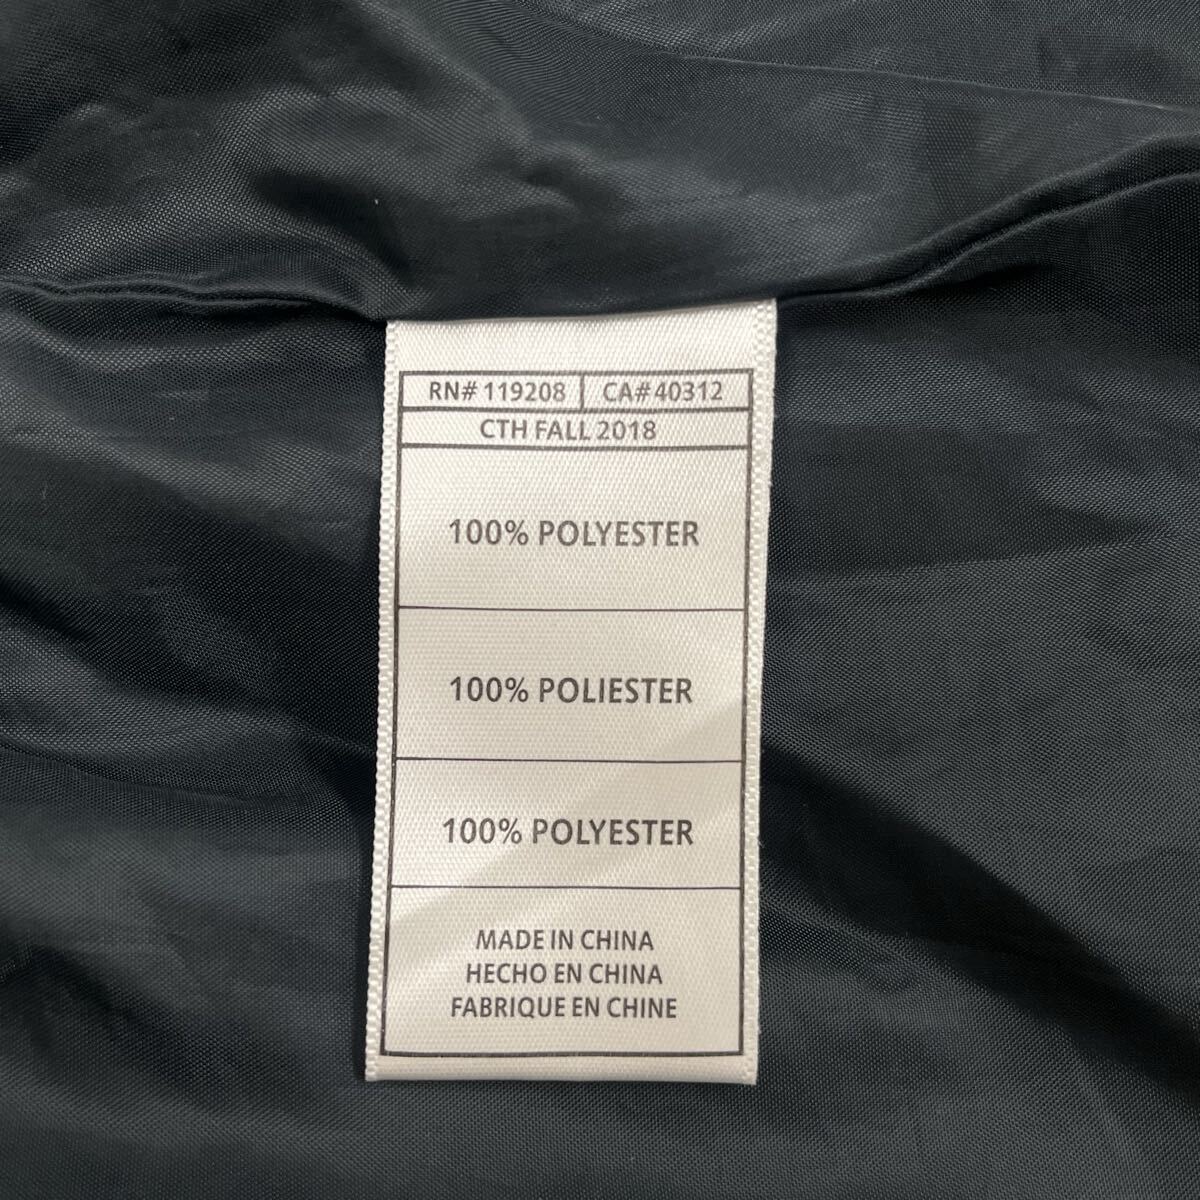 RN# 119208 CA# 40312
CTH FALL 2018
100% POLYESTER
100% POLIESTER
100% POLYESTER
MADE IN CHINA
HECHO EN CHINA
FABRIQUE EN CHINE